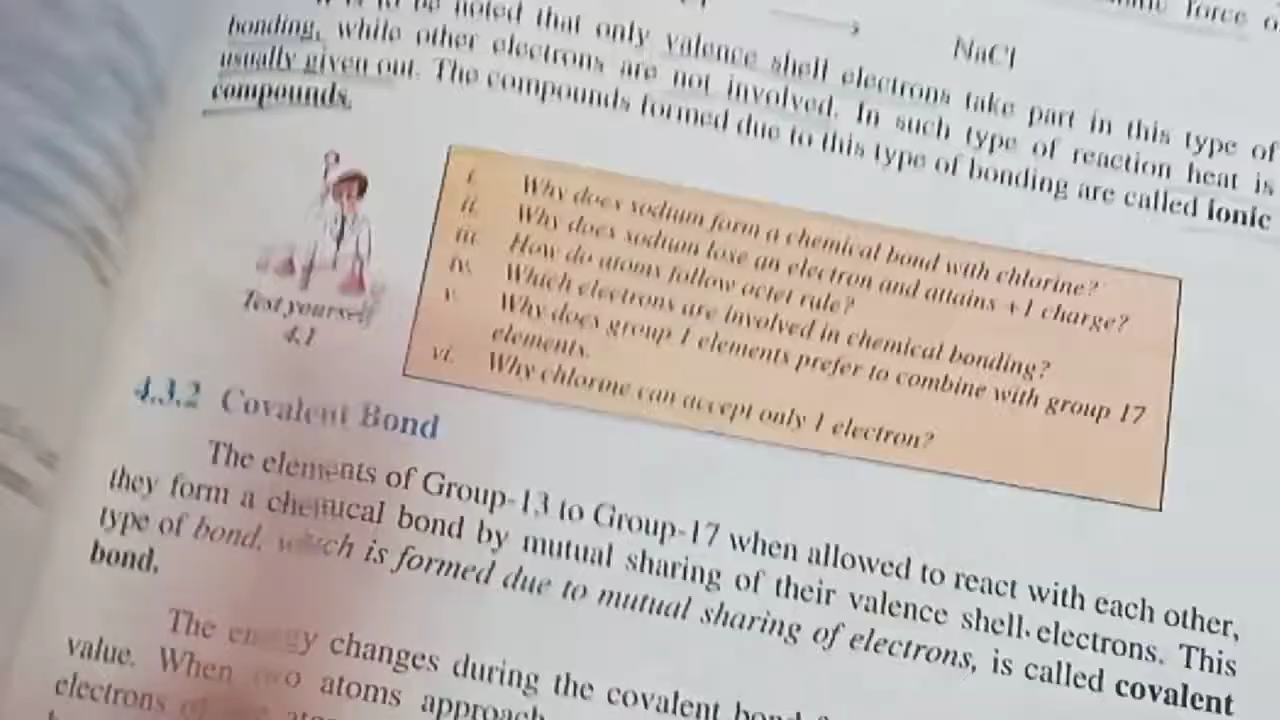 force
NaCl
noted that only valence shell electrons take part in this type of
bonding, while other electrons are not involved. In such type of reaction heat is
usually given out. The compounds formed due to this type of bonding are called ionic
compounds.
i. Why does sodium form a chemical bond with chlorine?
ii. Why does sodium lose an electron and attains +1 charge?
iii. How do atoms follow octet rule?
iv. Which electrons are involved in chemical bonding?
v. Why does group 1 elements prefer to combine with group 17
elements.
vi. Why chlorine can accept only 1 electron?
Test yourself
4.1
4.3.2 Covalent Bond
The elements of Group-13 to Group-17 when allowed to react with each other,
they form a chemical bond by mutual sharing of their valence shell electrons. This
type of bond, which is formed due to mutual sharing of electrons, is called covalent
bond.
The energy changes during the covalent bond
value. When two atoms approach
electrons of